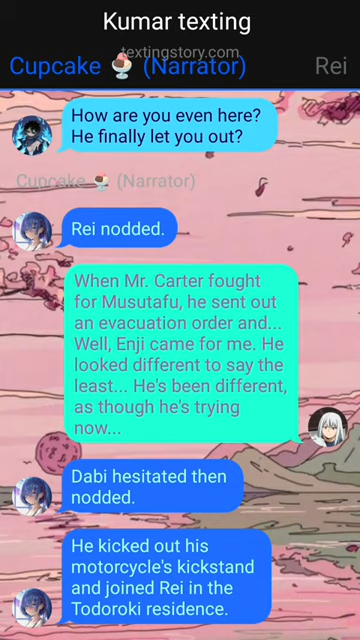 Kumar texting
textingstory.com
Cupcake 🍨 (Narrator)
Rei
How are you even here?
He finally let you out?
Cupcake 🍨 (Narrator)
Rei nodded.
When Mr. Carter fought
for Musutafu, he sent out
an evacuation order and...
Well, Enji came for me. He
looked different to say the
least... He's been different,
as though he's trying
now...
Dabi hesitated then
nodded.
He kicked out his
motorcycle's kickstand
and joined Rei in the
Todoroki residence.